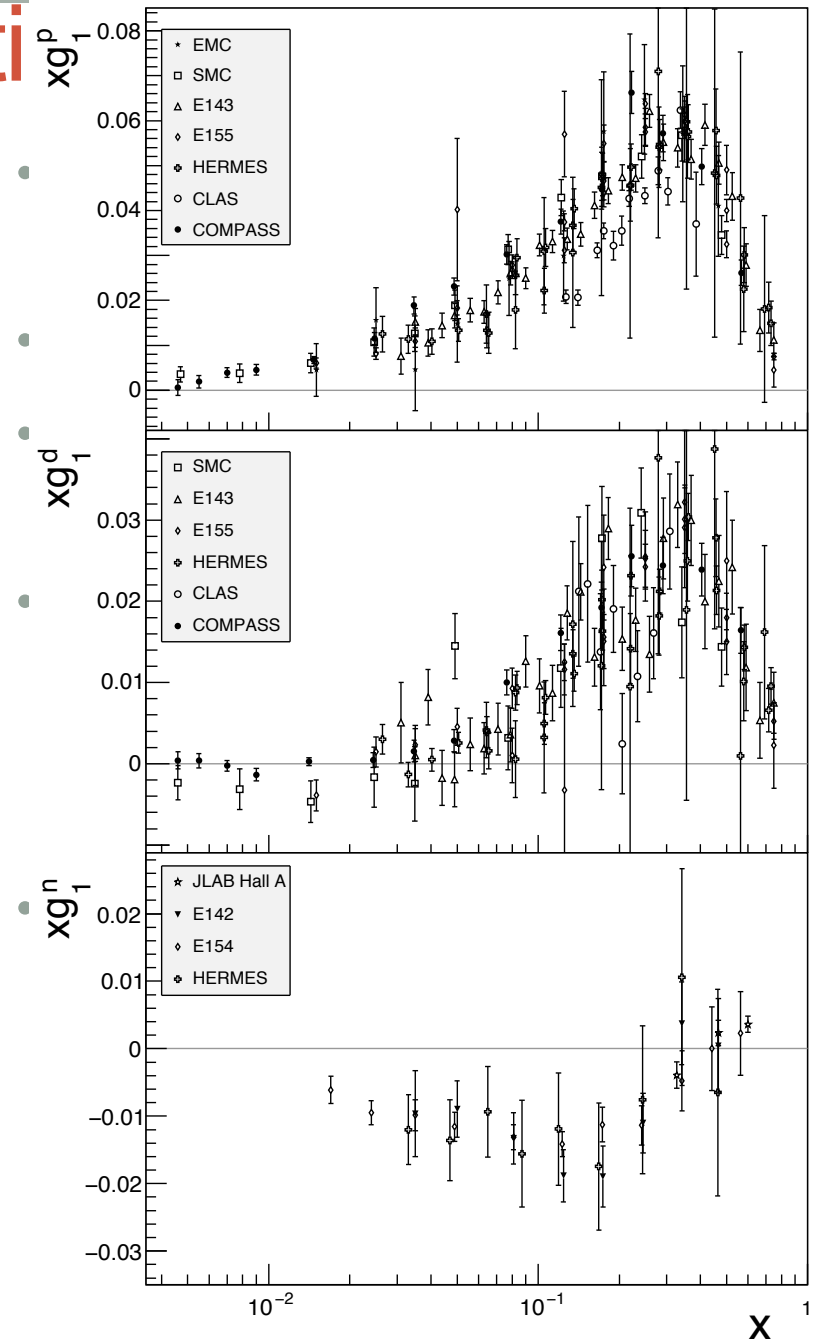 ti
xg₁ᵖ
0.08
0.06
0.04
0.02
0
EMC
SMC
E143
E155
HERMES
CLAS
COMPASS
xg₁ᵈ
0.03
0.02
0.01
0
SMC
E143
E155
HERMES
CLAS
COMPASS
xg₁ⁿ
0.02
0.01
0
−0.01
−0.02
−0.03
JLAB Hall A
E142
E154
HERMES
10⁻² 10⁻¹ 1
x